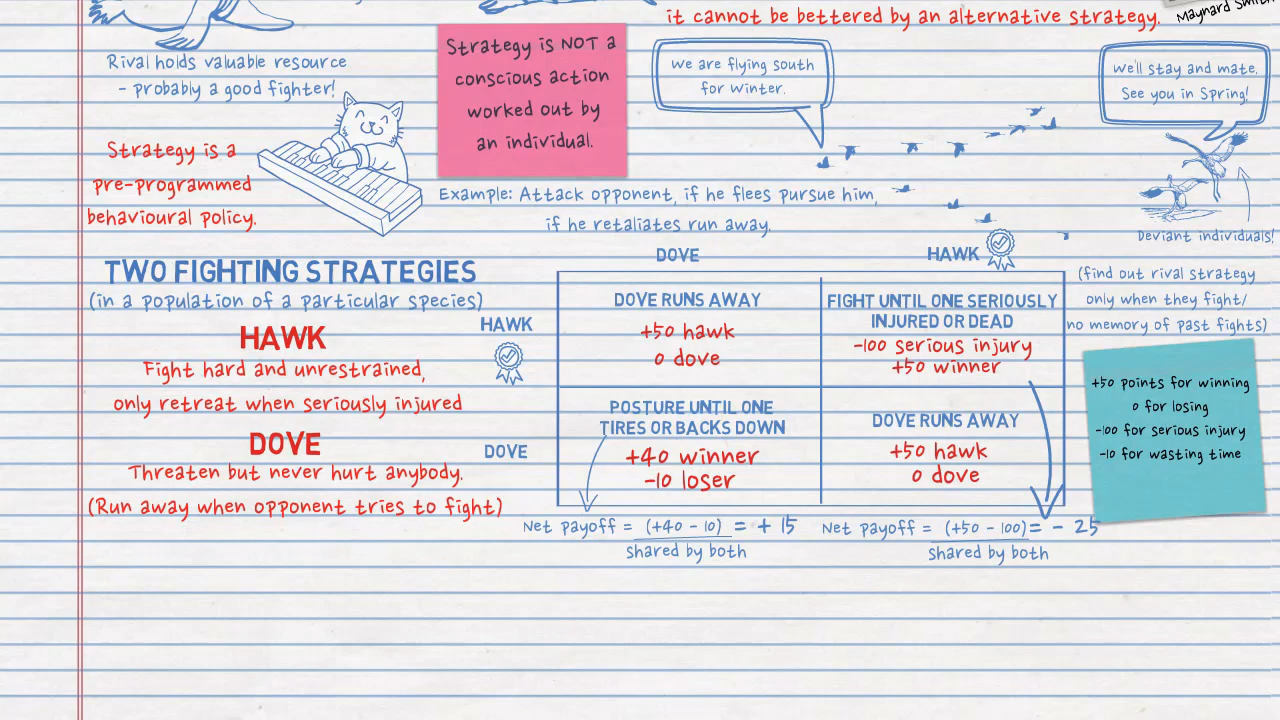 it cannot be bettered by an alternative strategy.
Maynard Smith
Rival holds valuable resource
- probably a good fighter!
Strategy is NOT a
conscious action
worked out by
an individual.
We are flying south
for Winter.
We'll stay and mate.
See you in Spring!
Strategy is a
pre-programmed
behavioural policy.
Example: Attack opponent, if he flees pursue him,
if he retaliates run away.
Deviant individuals!
TWO FIGHTING STRATEGIES
(in a population of a particular species)
HAWK
Fight hard and unrestrained,
only retreat when seriously injured
DOVE
Threaten but never hurt anybody.
(Run away when opponent tries to fight)
DOVE
HAWK
HAWK
DOVE RUNS AWAY
+50 hawk
0 dove
FIGHT UNTIL ONE SERIOUSLY
INJURED OR DEAD
-100 serious injury
+50 winner
DOVE
POSTURE UNTIL ONE
TIRES OR BACKS DOWN
+40 winner
-10 loser
DOVE RUNS AWAY
+50 hawk
0 dove
Net payoff = (+40 - 10) = + 15
shared by both
Net payoff = (+50 - 100) = - 25
shared by both
(find out rival strategy
only when they fight/
no memory of past fights)
+50 points for winning
0 for losing
-100 for serious injury
-10 for wasting time